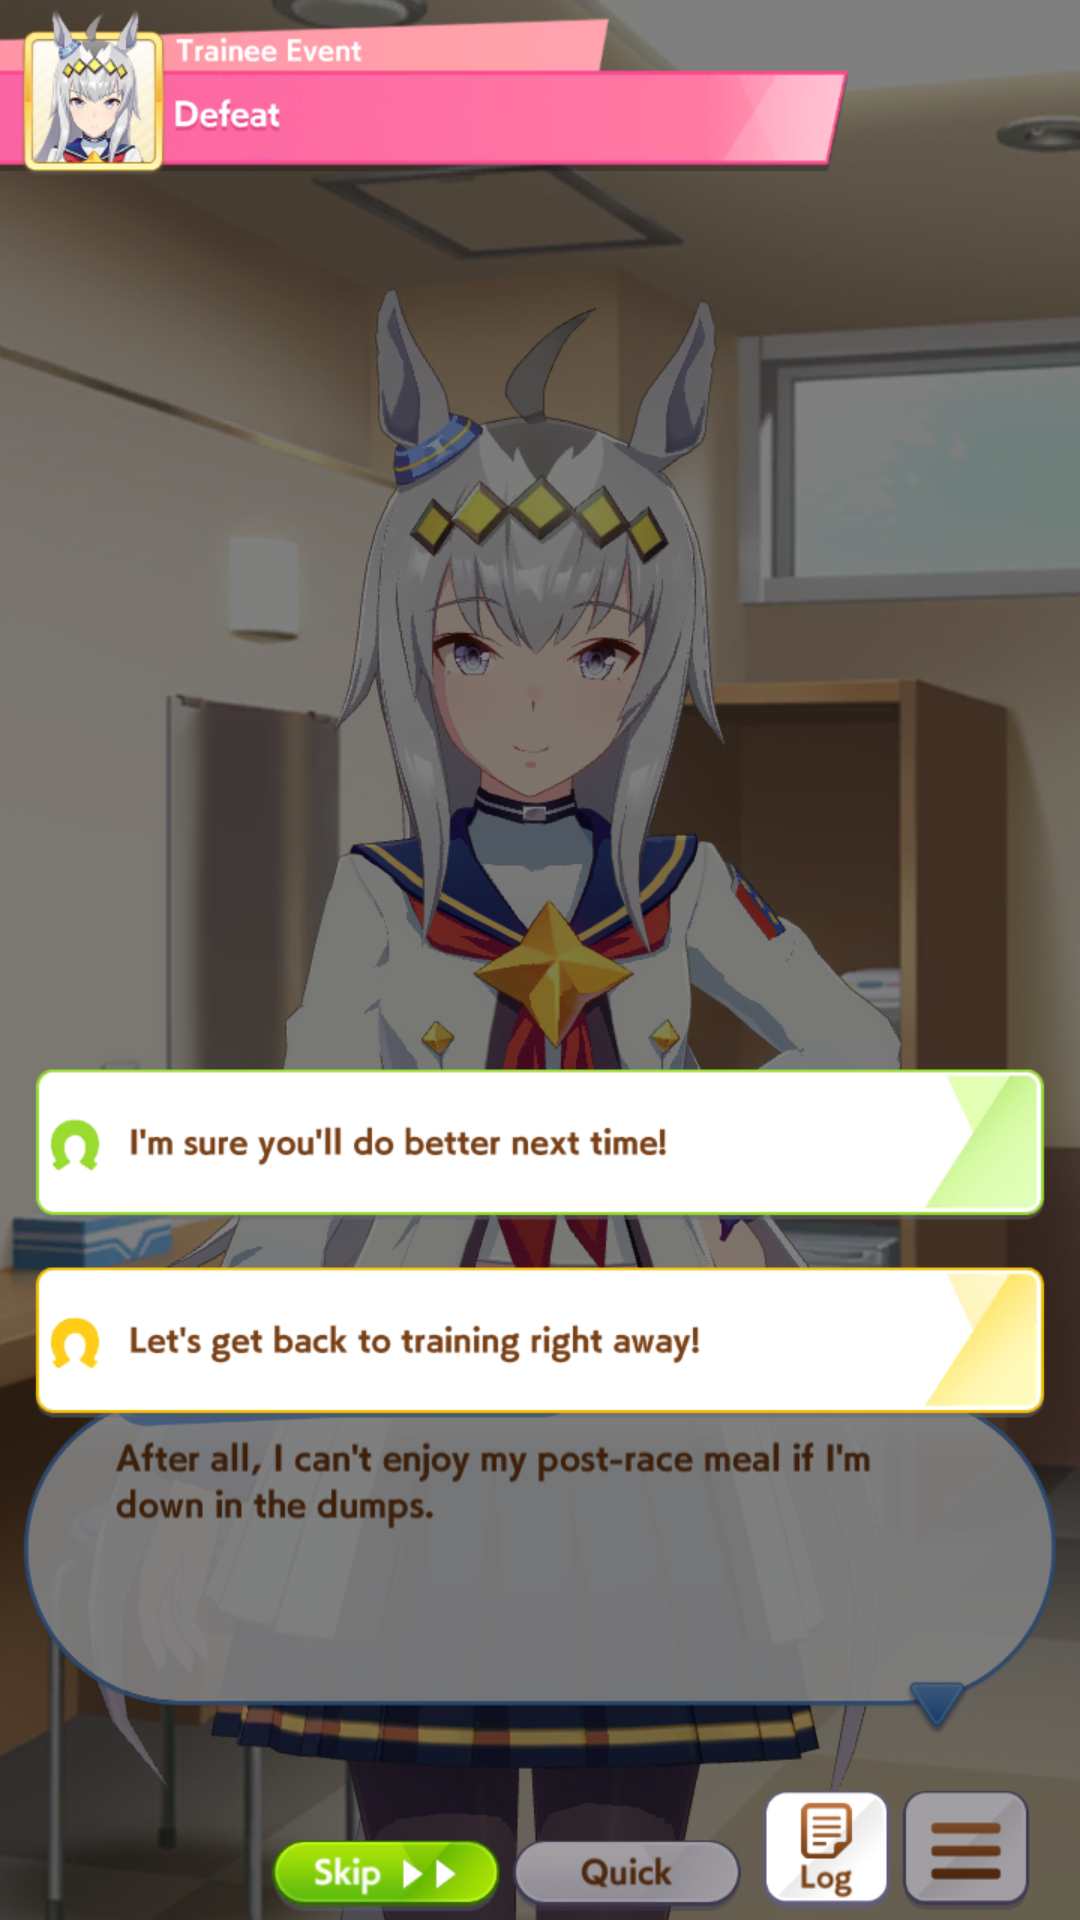 Trainee Event
Defeat
I'm sure you'll do better next time!
Let's get back to training right away!
After all, I can't enjoy my post-race meal if I'm
down in the dumps.
Skip
Quick
Log